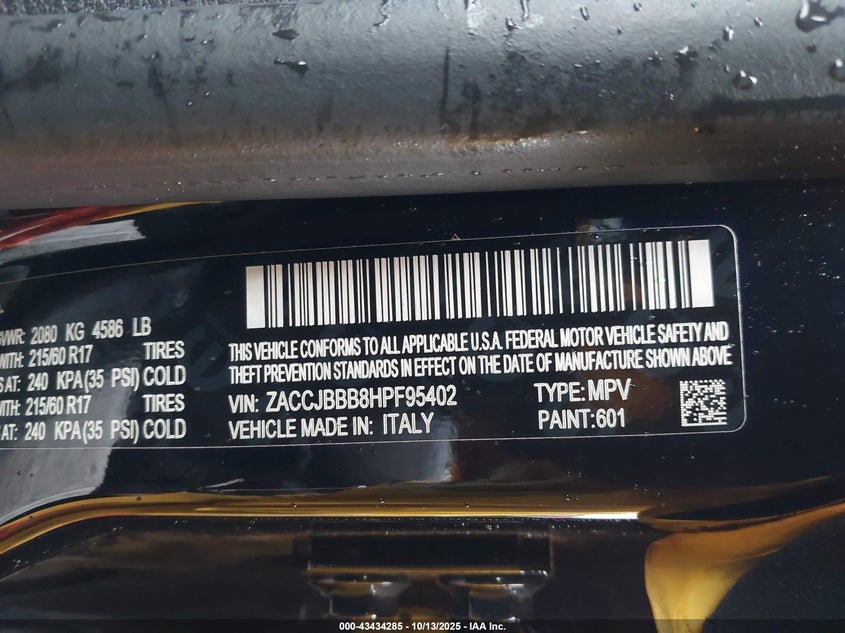 GVWR: 2080 KG 4586 LB
WITH: 215/60 R17 TIRES
AT: 240 KPA(35 PSI) COLD
WITH: 215/60 R17 TIRES
AT: 240 KPA(35 PSI) COLD
THIS VEHICLE CONFORMS TO ALL APPLICABLE U.S.A. FEDERAL MOTOR VEHICLE SAFETY AND
THEFT PREVENTION STANDARDS IN EFFECT ON THE DATE OF MANUFACTURE SHOWN ABOVE
VIN: ZACCJBBB8HPF95402 TYPE: MPV
VEHICLE MADE IN: ITALY PAINT:601
000-43434285 - 10/13/2025 - IAA Inc.